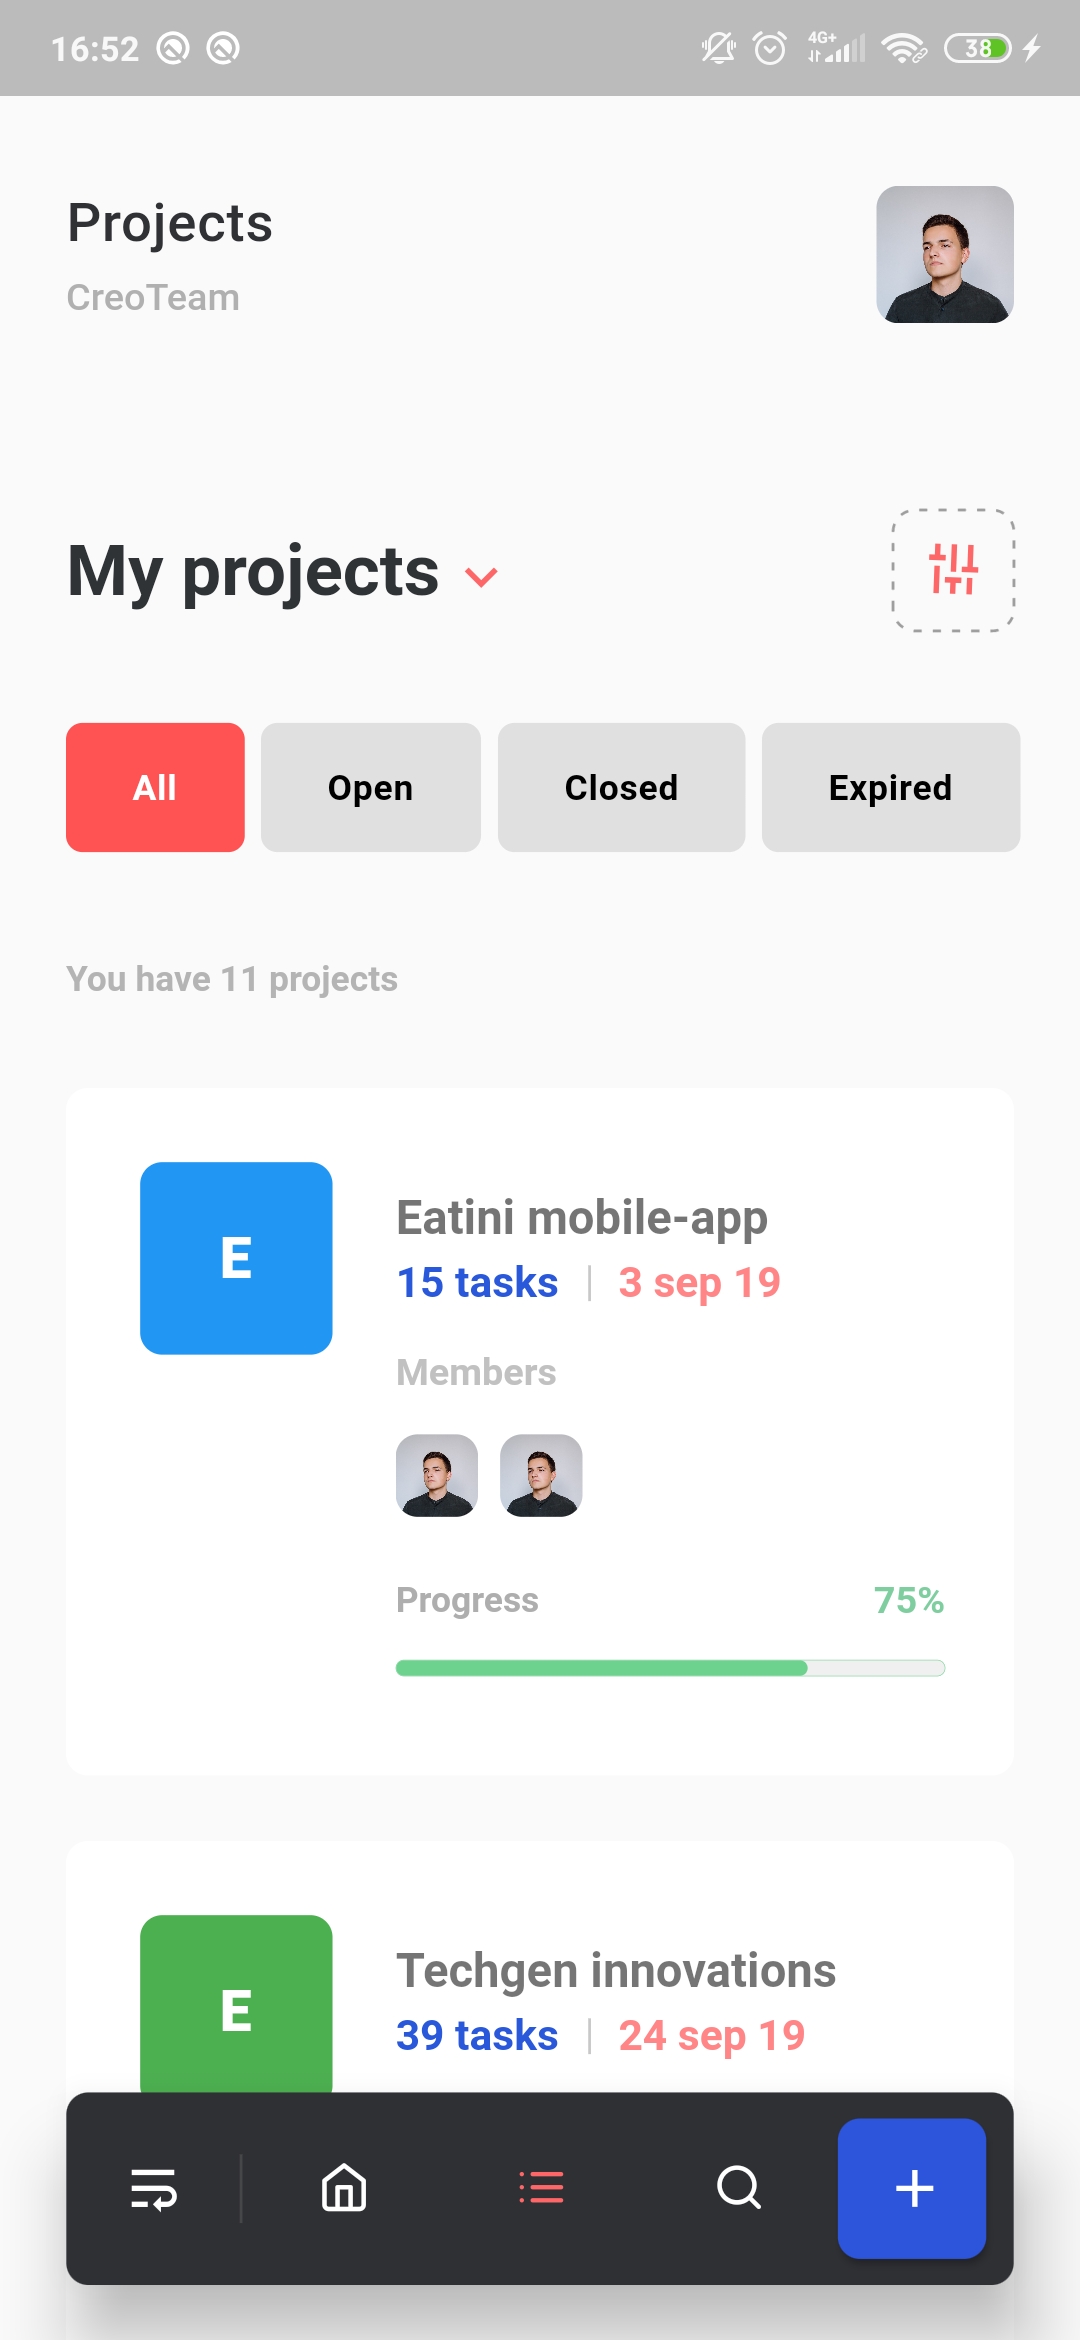 16:52
4G+
38
Projects
CreoTeam
My projects
All
Open
Closed
Expired
You have 11 projects
E
Eatini mobile-app
15 tasks | 3 sep 19
Members
Progress
75%
E
Techgen innovations
39 tasks | 24 sep 19